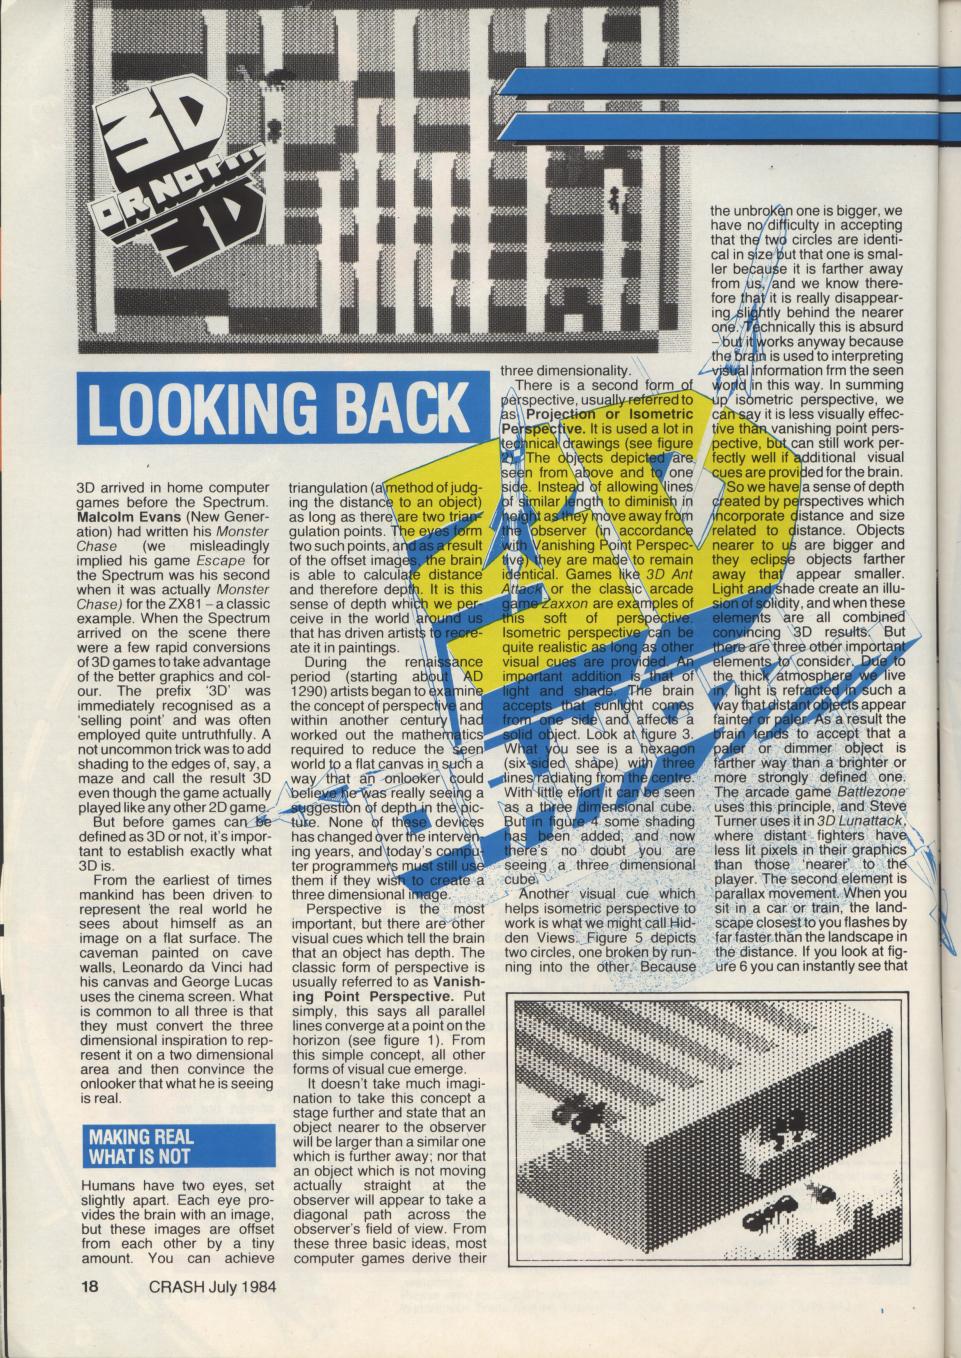 3D
OR NOT...
3D
LOOKING BACK
3D arrived in home computer
games before the Spectrum.
Malcolm Evans (New Gener-
ation) had written his Monster
Chase (we misleadingly
implied his game Escape for
the Spectrum was his second
when it was actually Monster
Chase) for the ZX81 – a classic
example. When the Spectrum
arrived on the scene there
were a few rapid conversions
of 3D games to take advantage
of the better graphics and col-
our. The prefix '3D' was
immediately recognised as a
'selling point' and was often
employed quite untruthfully. A
not uncommon trick was to add
shading to the edges of, say, a
maze and call the result 3D
even though the game actually
played like any other 2D game.
But before games can be
defined as 3D or not, it's impor-
tant to establish exactly what
3D is.
From the earliest of times
mankind has been driven to
represent the real world he
sees about himself as an
image on a flat surface. The
caveman painted on cave
walls, Leonardo da Vinci had
his canvas and George Lucas
uses the cinema screen. What
is common to all three is that
they must convert the three
dimensional inspiration to rep-
resent it on a two dimensional
area and then convince the
onlooker that what he is seeing
is real.
MAKING REAL
WHAT IS NOT
Humans have two eyes, set
slightly apart. Each eye pro-
vides the brain with an image,
but these images are offset
from each other by a tiny
amount. You can achieve
triangulation (a method of judg-
ing the distance to an object)
as long as there are two trian-
gulation points. The eyes form
two such points, and as a result
of the offset images, the brain
is able to calculate distance
and therefore depth. It is this
sense of depth which we per-
ceive in the world around us
that has driven artists to recre-
ate it in paintings.
During the renaissance
period (starting about AD
1290) artists began to examine
the concept of perspective and
within another century had
worked out the mathematics
required to reduce the seen
world to a flat canvas in such a
way that an onlooker could
believe he was really seeing a
suggestion of depth in the pic-
ture. None of these devices
has changed over the interven-
ing years, and today's compu-
ter programmers must still use
them if they wish to create a
three dimensional image.
Perspective is the most
important, but there are other
visual cues which tell the brain
that an object has depth. The
classic form of perspective is
usually referred to as Vanish-
ing Point Perspective. Put
simply, this says all parallel
lines converge at a point on the
horizon (see figure 1). From
this simple concept, all other
forms of visual cue emerge.
It doesn't take much imagi-
nation to take this concept a
stage further and state that an
object nearer to the observer
will be larger than a similar one
which is further away; nor that
an object which is not moving
actually straight at the
observer will appear to take a
diagonal path across the
observer's field of view. From
these three basic ideas, most
computer games derive their
three dimensionality.
There is a second form of
perspective, usually referred to
as Projection or Isometric
Perspective. It is used a lot in
technical drawings (see figure
2). The objects depicted are
seen from above and to one
side. Instead of allowing lines
of similar length to diminish in
height as they move away from
the observer (in accordance
with Vanishing Point Perspec-
tive) they are made to remain
identical. Games like 3D Ant
Attack or the classic arcade
game Zaxxon are examples of
this soft of perspective.
Isometric perspective can be
quite realistic as long as other
visual cues are provided. An
important addition is that of
light and shade. The brain
accepts that sunlight comes
from one side and affects a
solid object. Look at figure 3.
What you see is a hexagon
(six-sided shape) with three
lines radiating from the centre.
With little effort it can be seen
as a three dimensional cube.
But in figure 4 some shading
has been added, and now
there's no doubt you are
seeing a three dimensional
cube.
Another visual cue which
helps isometric perspective to
work is what we might call Hid-
den Views. Figure 5 depicts
two circles, one broken by run-
ning into the other. Because
the unbroken one is bigger, we
have no difficulty in accepting
that the two circles are identi-
cal in size but that one is smal-
ler because it is farther away
from us, and we know there-
fore that it is really disappear-
ing slightly behind the nearer
one. Technically this is absurd
– but it works anyway because
the brain is used to interpreting
visual information frm the seen
world in this way. In summing
up isometric perspective, we
can say it is less visually effec-
tive than vanishing point pers-
pective, but can still work per-
fectly well if additional visual
cues are provided for the brain.
So we have a sense of depth
created by perspectives which
incorporate distance and size
related to distance. Objects
nearer to us are bigger and
they eclipse objects farther
away that appear smaller.
Light and shade create an illu-
sion of solidity, and when these
elements are all combined
convincing 3D results. But
there are three other important
elements to consider. Due to
the thick atmosphere we live
in, light is refracted in such a
way that distant objects appear
fainter or paler. As a result the
brain tends to accept that a
paler or dimmer object is
farther way than a brighter or
more strongly defined one.
The arcade game Battlezone
uses this principle, and Steve
Turner uses it in 3D Lunattack,
where distant fighters have
less lit pixels in their graphics
than those 'nearer' to the
player. The second element is
parallax movement. When you
sit in a car or train, the land-
scape closest to you flashes by
far faster than the landscape in
the distance. If you look at fig-
ure 6 you can instantly see that
18 CRASH July 1984